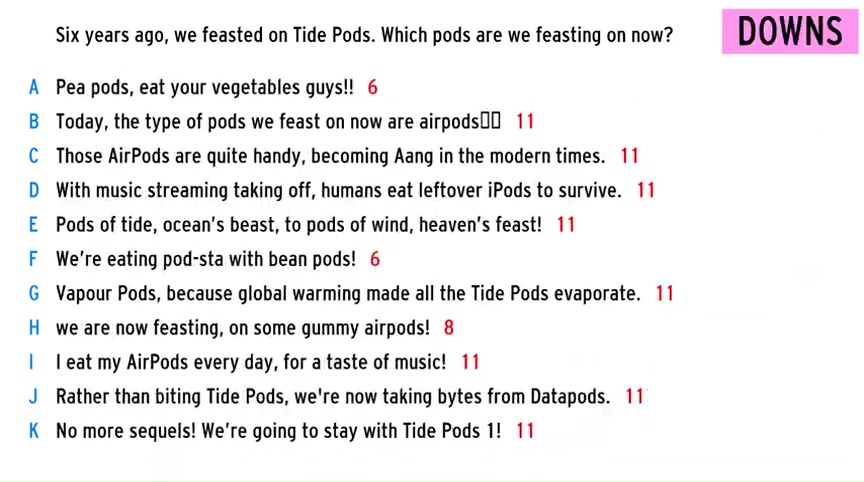 DOWNS
Six years ago, we feasted on Tide Pods. Which pods are we feasting on now?
A Pea pods, eat your vegetables guys!! 6
B Today, the type of pods we feast on now are airpods▯▯ 11
C Those AirPods are quite handy, becoming Aang in the modern times. 11
D With music streaming taking off, humans eat leftover iPods to survive. 11
E Pods of tide, ocean's beast, to pods of wind, heaven's feast! 11
F We're eating pod-sta with bean pods! 6
G Vapour Pods, because global warming made all the Tide Pods evaporate. 11
H we are now feasting, on some gummy airpods! 8
I I eat my AirPods every day, for a taste of music! 11
J Rather than biting Tide Pods, we're now taking bytes from Datapods. 11
K No more sequels! We're going to stay with Tide Pods 1! 11